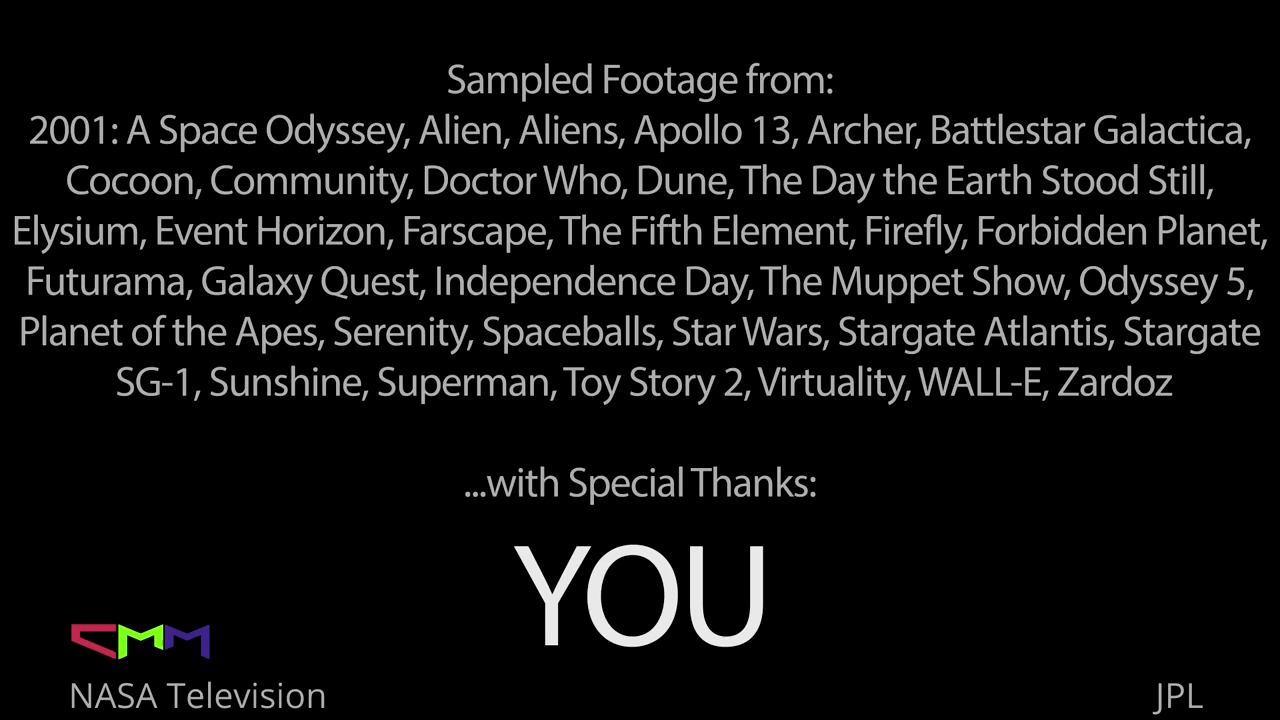 Sampled Footage from:
2001: A Space Odyssey, Alien, Aliens, Apollo 13, Archer, Battlestar Galactica,
Cocoon, Community, Doctor Who, Dune, The Day the Earth Stood Still,
Elysium, Event Horizon, Farscape, The Fifth Element, Firefly, Forbidden Planet,
Futurama, Galaxy Quest, Independence Day, The Muppet Show, Odyssey 5,
Planet of the Apes, Serenity, Spaceballs, Star Wars, Stargate Atlantis, Stargate
SG-1, Sunshine, Superman, Toy Story 2, Virtuality, WALL-E, Zardoz
...with Special Thanks:
YOU
CMM
NASA Television
JPL